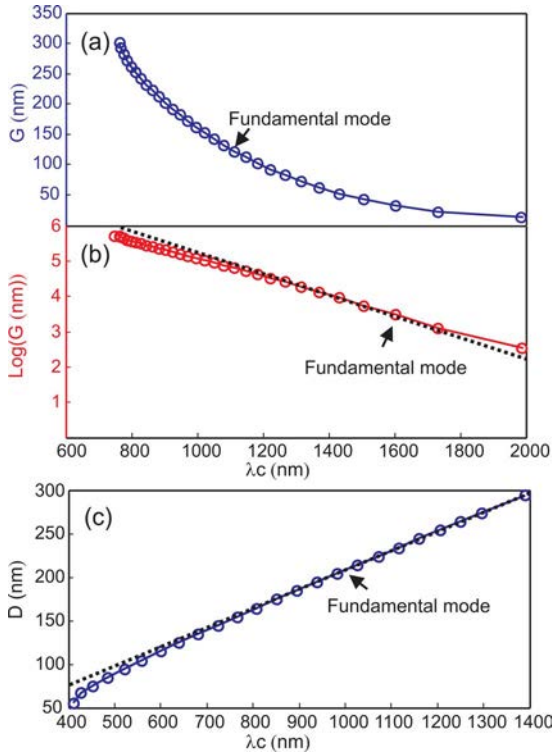 (a)
G (nm)
300
250
200
150
100
50
Fundamental mode
(b)
Log(G (nm))
6
5
4
3
2
1
Fundamental mode
600 800 1000 1200 1400 1600 1800 2000
λc (nm)
(c)
D (nm)
300
250
200
150
100
50
Fundamental mode
400 500 600 700 800 900 1000 1100 1200 1300 1400
λc (nm)